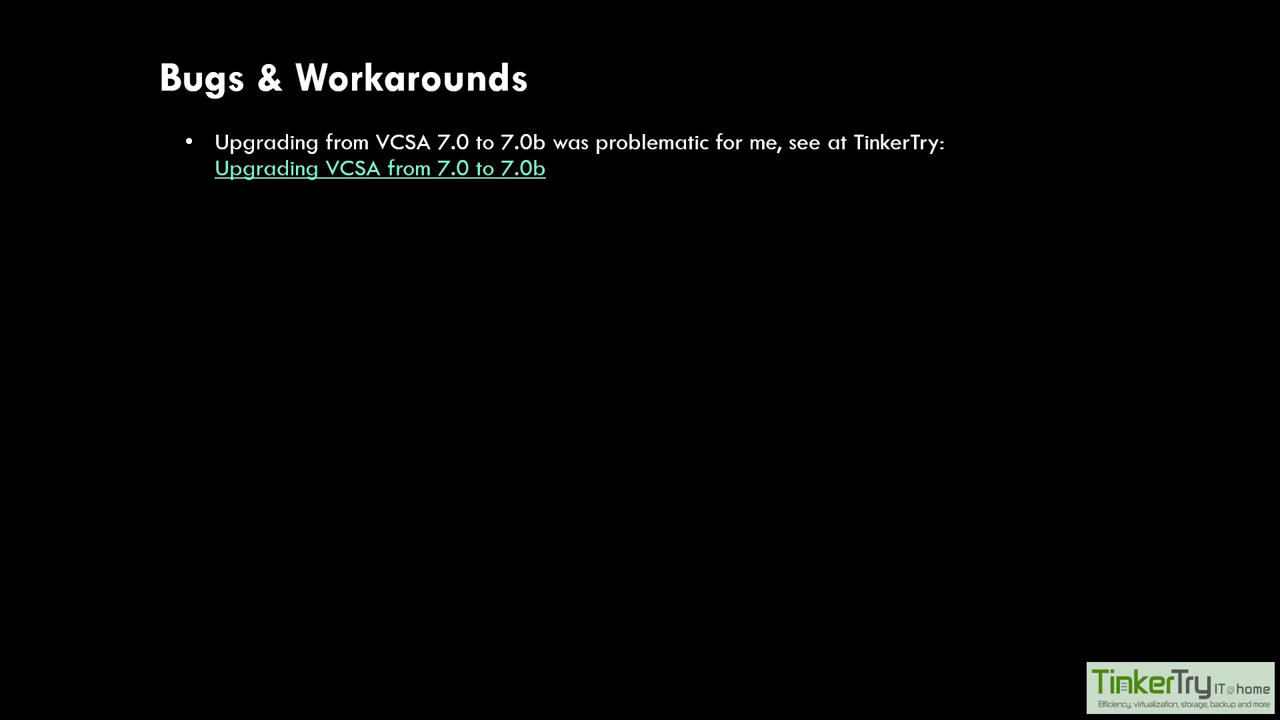 Bugs & Workarounds
• Upgrading from VCSA 7.0 to 7.0b was problematic for me, see at TinkerTry:
Upgrading VCSA from 7.0 to 7.0b
TinkerTry IT@home
Efficiency, virtualization, storage, backup and more